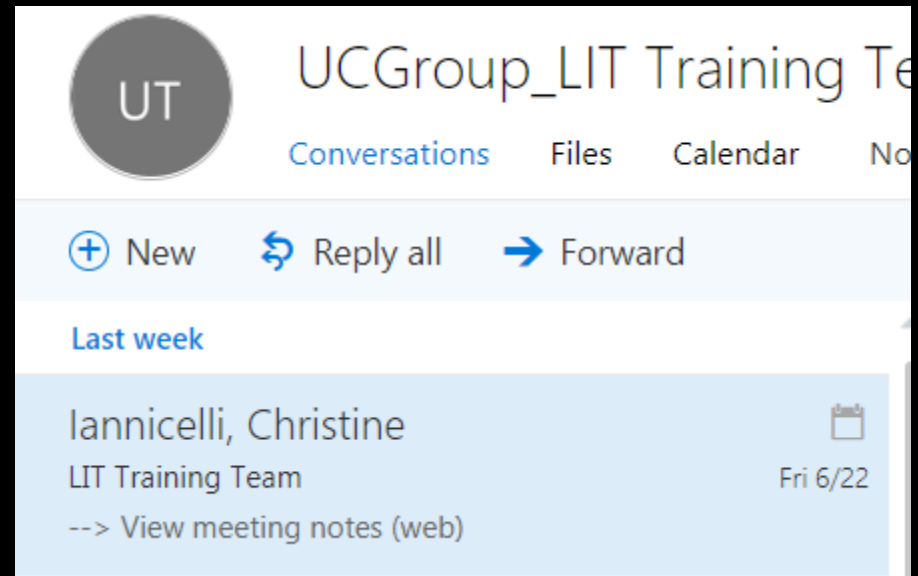 UT
UCGroup_LIT Training Te
Conversations Files Calendar No
New Reply all Forward
Last week
Iannicelli, Christine
LIT Training Team Fri 6/22
--> View meeting notes (web)